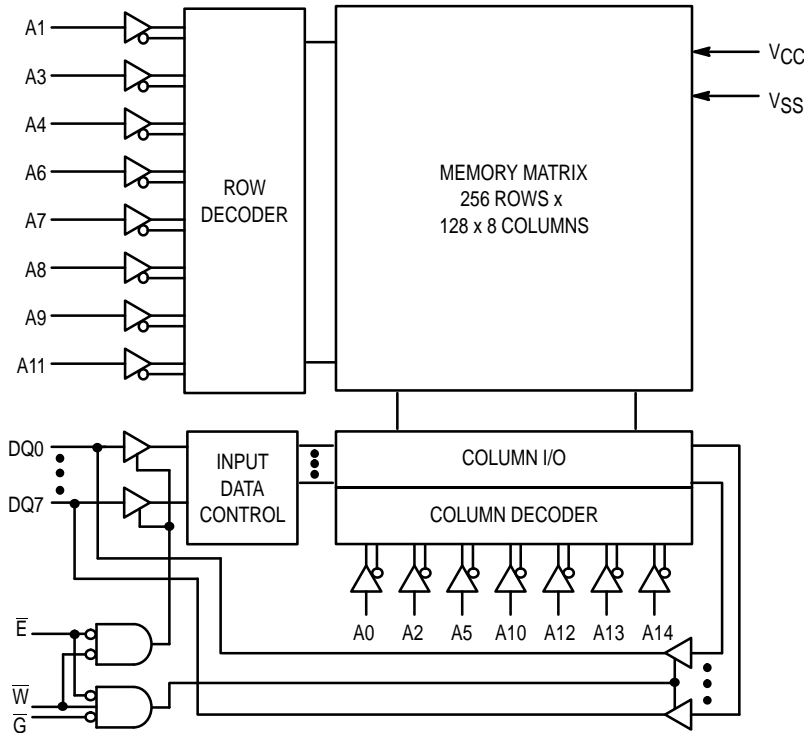 A1
A3
A4
A6
A7
A8
A9
A11
ROW
DECODER
MEMORY MATRIX
256 ROWS x
128 x 8 COLUMNS
VCC
VSS
DQ0
DQ7
INPUT
DATA
CONTROL
COLUMN I/O
COLUMN DECODER
A0 A2 A5 A10 A12 A13 A14
E̅
W̅
G̅